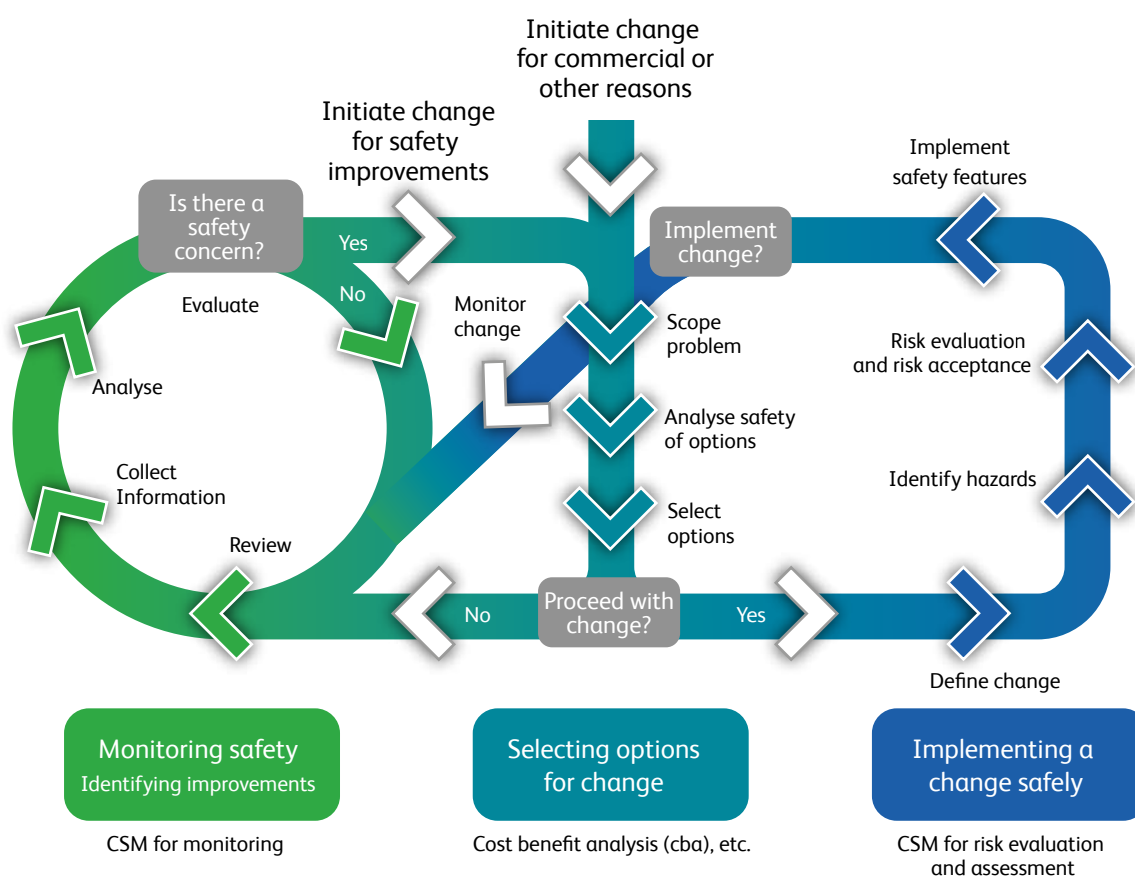 Initiate change
for commercial or
other reasons
Initiate change
for safety
improvements
Implement
safety features
Is there a
safety
concern?
Yes
No
Implement
change?
Evaluate
Monitor
change
Scope
problem
Risk evaluation
and risk acceptance
Analyse
Analyse safety
of options
Collect
Information
Identify hazards
Select
options
Review
No
Proceed with
change?
Yes
Define change
Monitoring safety
Identifying improvements
CSM for monitoring
Selecting options
for change
Cost benefit analysis (cba), etc.
Implementing a
change safely
CSM for risk evaluation
and assessment